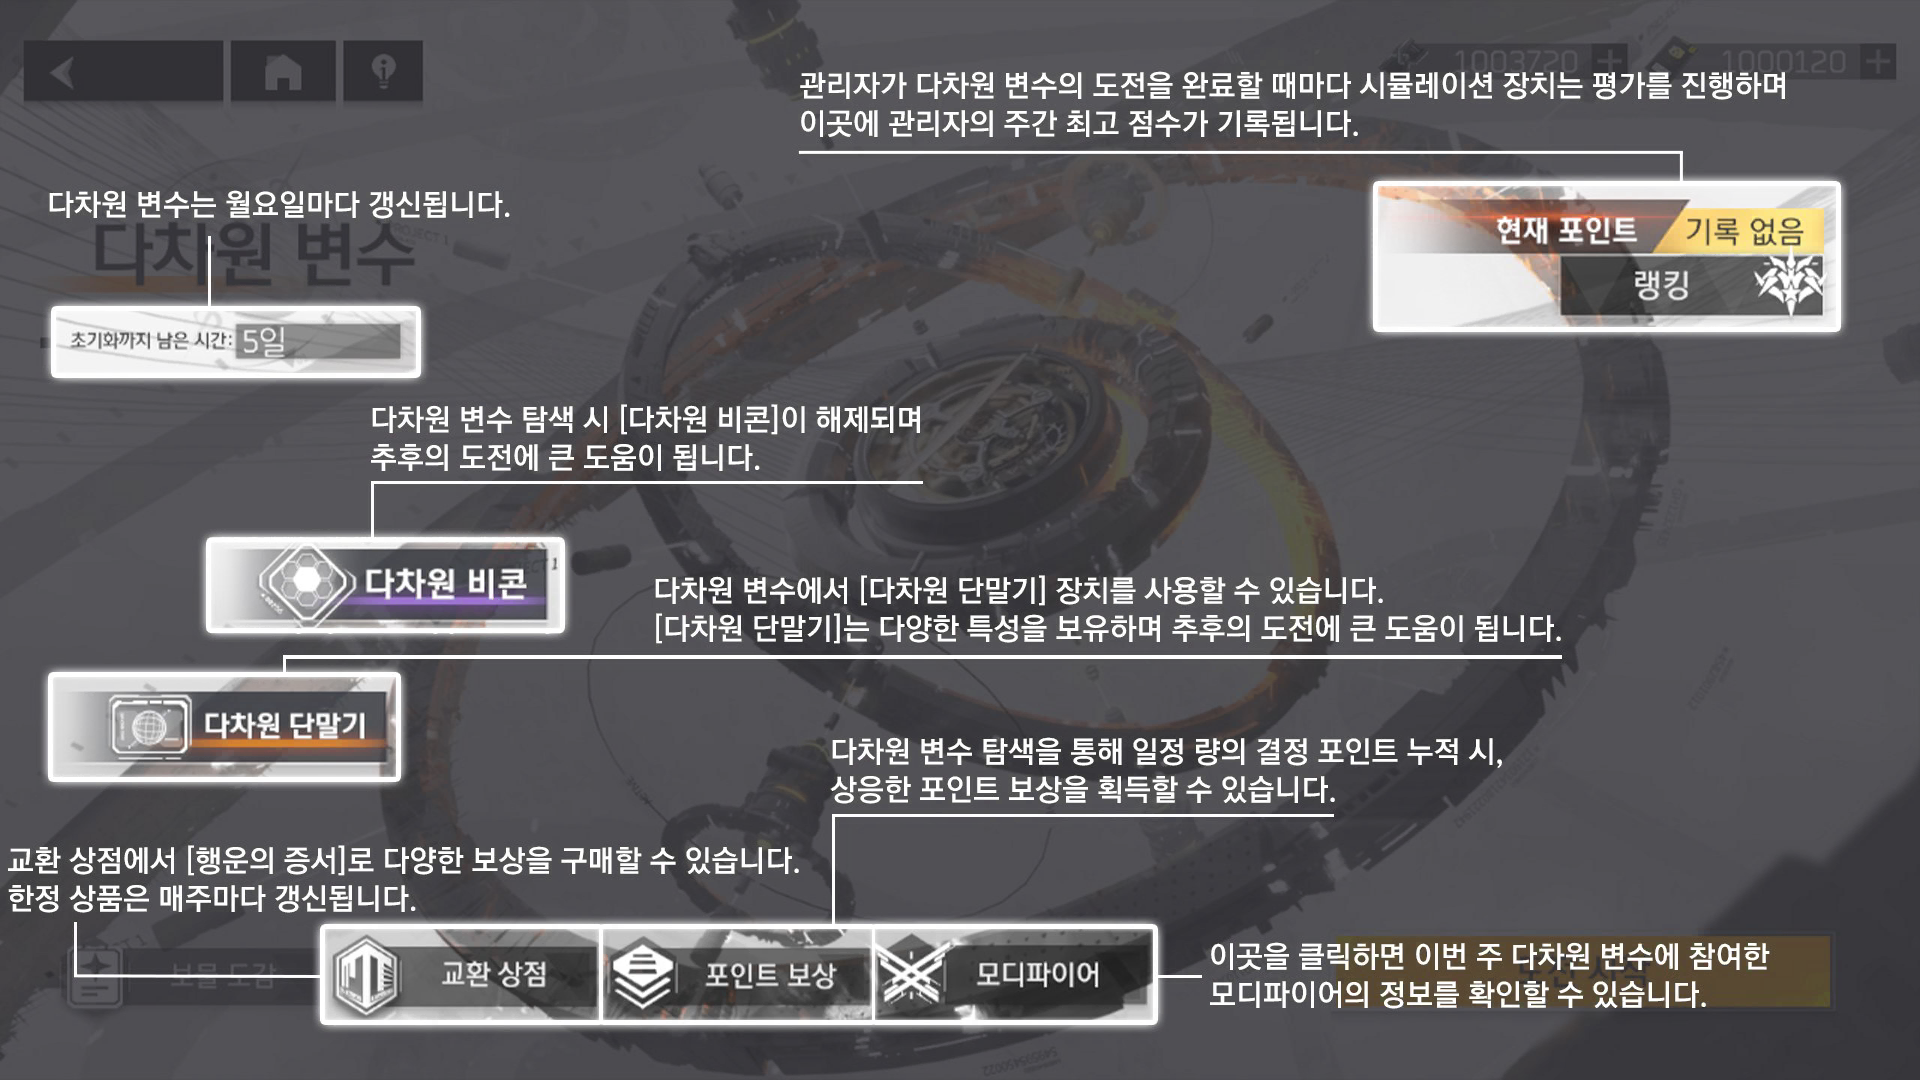 1003720
1000120
관리자가 다차원 변수의 도전을 완료할 때마다 시뮬레이션 장치는 평가를 진행하며
이곳에 관리자의 주간 최고 점수가 기록됩니다.
다차원 변수는 월요일마다 갱신됩니다.
다차원 변수
현재 포인트
기록 없음
랭킹
초기화까지 남은 시간:
5일
다차원 변수 탐색 시 [다차원 비콘]이 해제되며
추후의 도전에 큰 도움이 됩니다.
다차원 비콘
다차원 변수에서 [다차원 단말기] 장치를 사용할 수 있습니다.
[다차원 단말기]는 다양한 특성을 보유하며 추후의 도전에 큰 도움이 됩니다.
다차원 단말기
다차원 변수 탐색을 통해 일정 량의 결정 포인트 누적 시,
상응한 포인트 보상을 획득할 수 있습니다.
교환 상점에서 [행운의 증서]로 다양한 보상을 구매할 수 있습니다.
한정 상품은 매주마다 갱신됩니다.
보물 도감
교환 상점
포인트 보상
모디파이어
이곳을 클릭하면 이번 주 다차원 변수에 참여한
모디파이어의 정보를 확인할 수 있습니다.